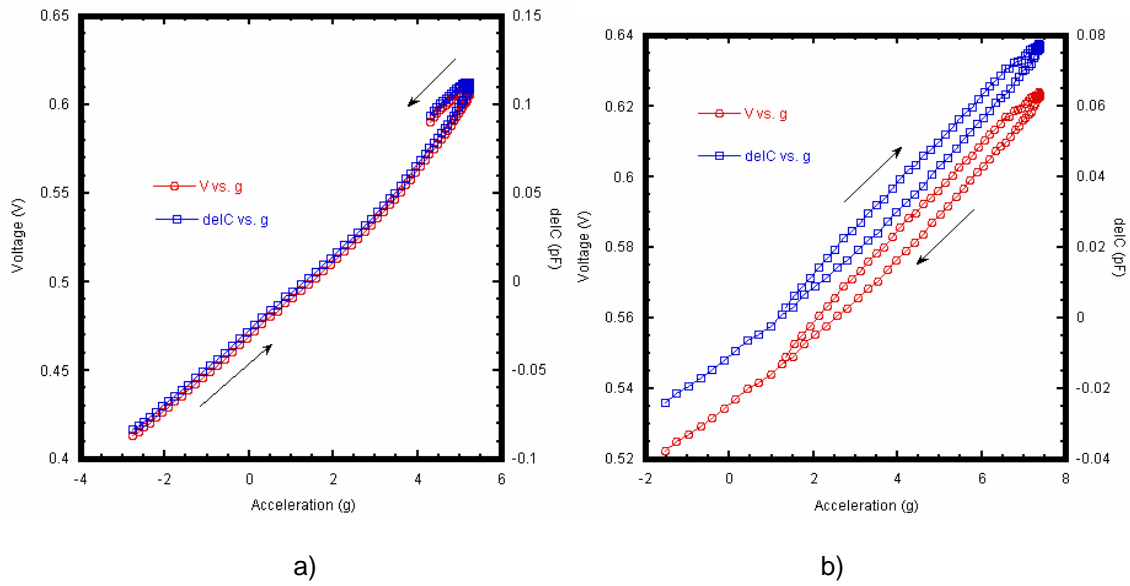 a)
0.65
0.6
0.55
0.5
0.45
0.4
Voltage (V)
0.15
0.1
0.05
0
-0.05
-0.1
delC (pF)
V vs. g
delC vs. g
-4 -2 0 2 4 6
Acceleration (g)
a)
b)
0.64
0.62
0.6
0.58
0.56
0.54
0.52
Voltage (V)
0.08
0.06
0.04
0.02
0
-0.02
-0.04
delC (pF)
V vs. g
delC vs. g
-2 0 2 4 6 8
Acceleration (g)
b)